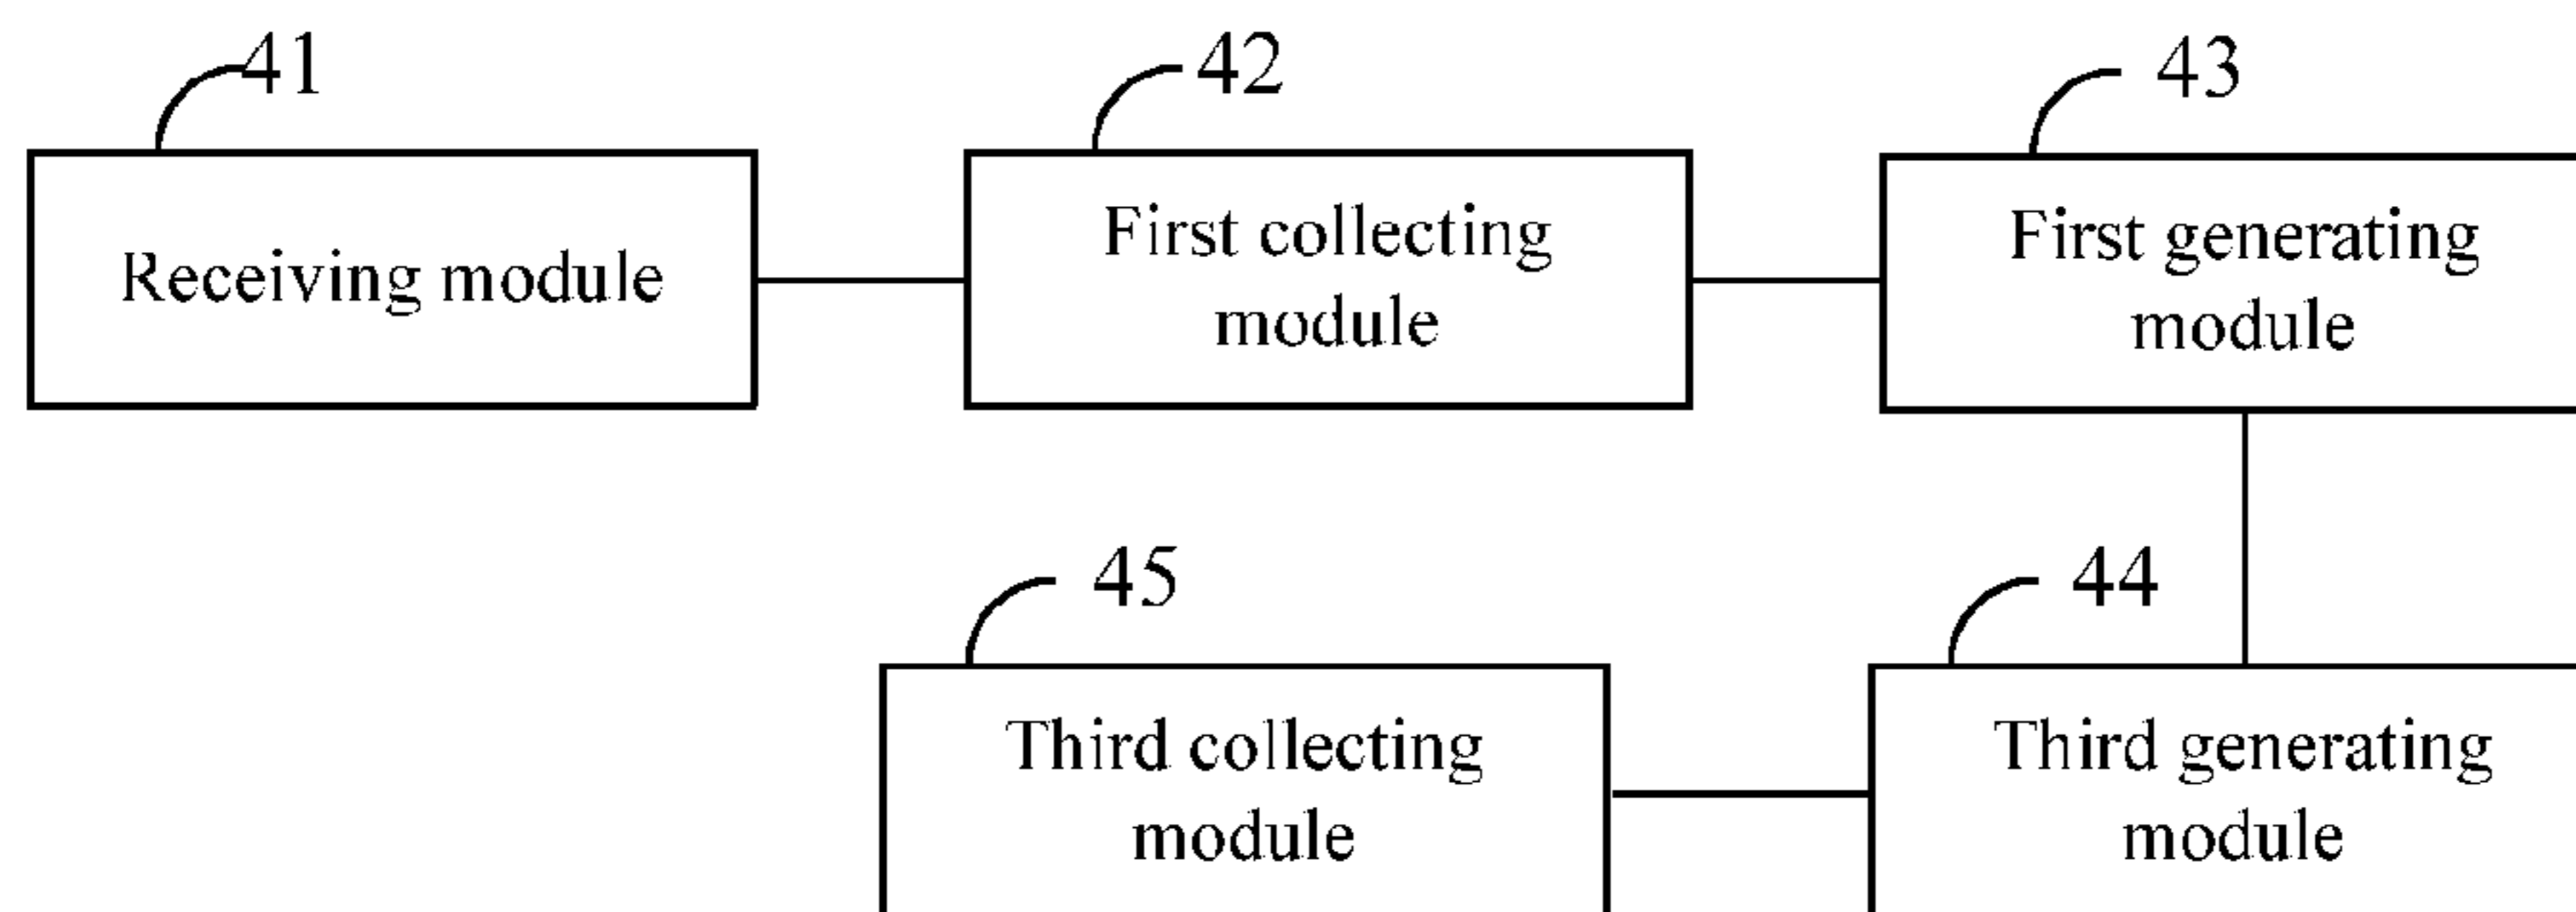 41
42
43
Receiving module
First collecting
module
First generating
module
45
44
Third collecting
module
Third generating
module